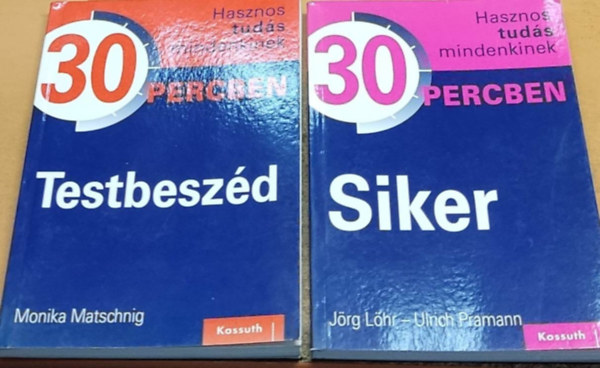 Hasznos
tudás
mindenkinek
30
PERCBEN
Testbeszéd
Monika Matschnig
Kossuth
Hasznos
tudás
mindenkinek
30
PERCBEN
Siker
Jörg Löhr – Ulrich Pramann
Kossuth